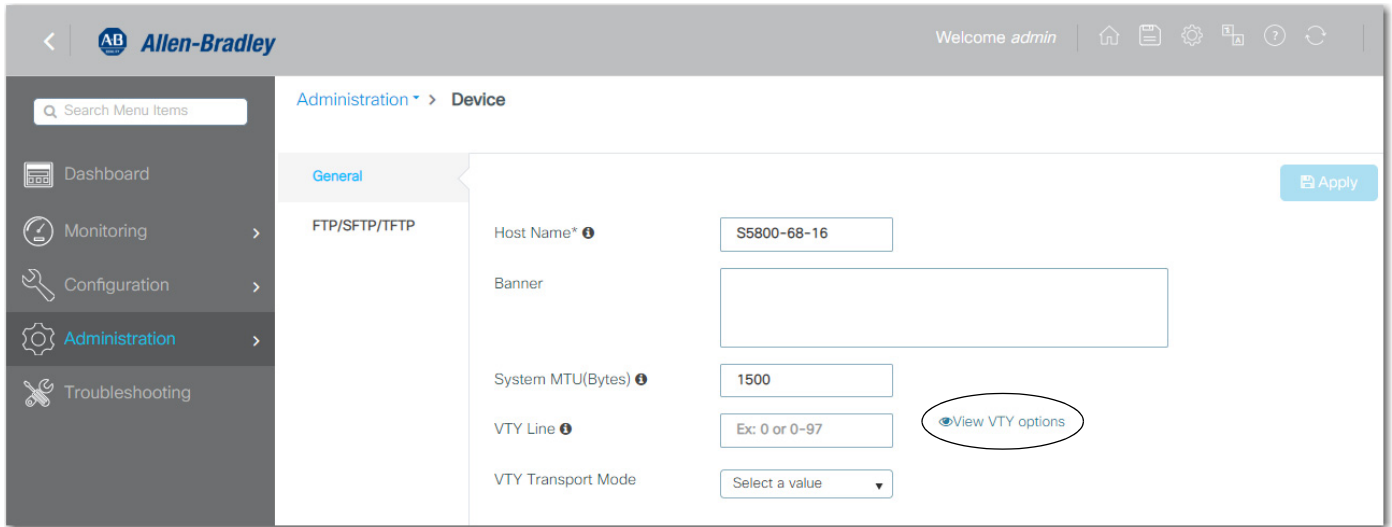 AB Allen-Bradley
Welcome admin
Search Menu Items
Administration > Device
Dashboard
Monitoring
Configuration
Administration
Troubleshooting
General
FTP/SFTP/TFTP
Apply
Host Name* S5800-68-16
Banner
System MTU(Bytes) 1500
VTY Line Ex: 0 or 0-97 View VTY options
VTY Transport Mode Select a value